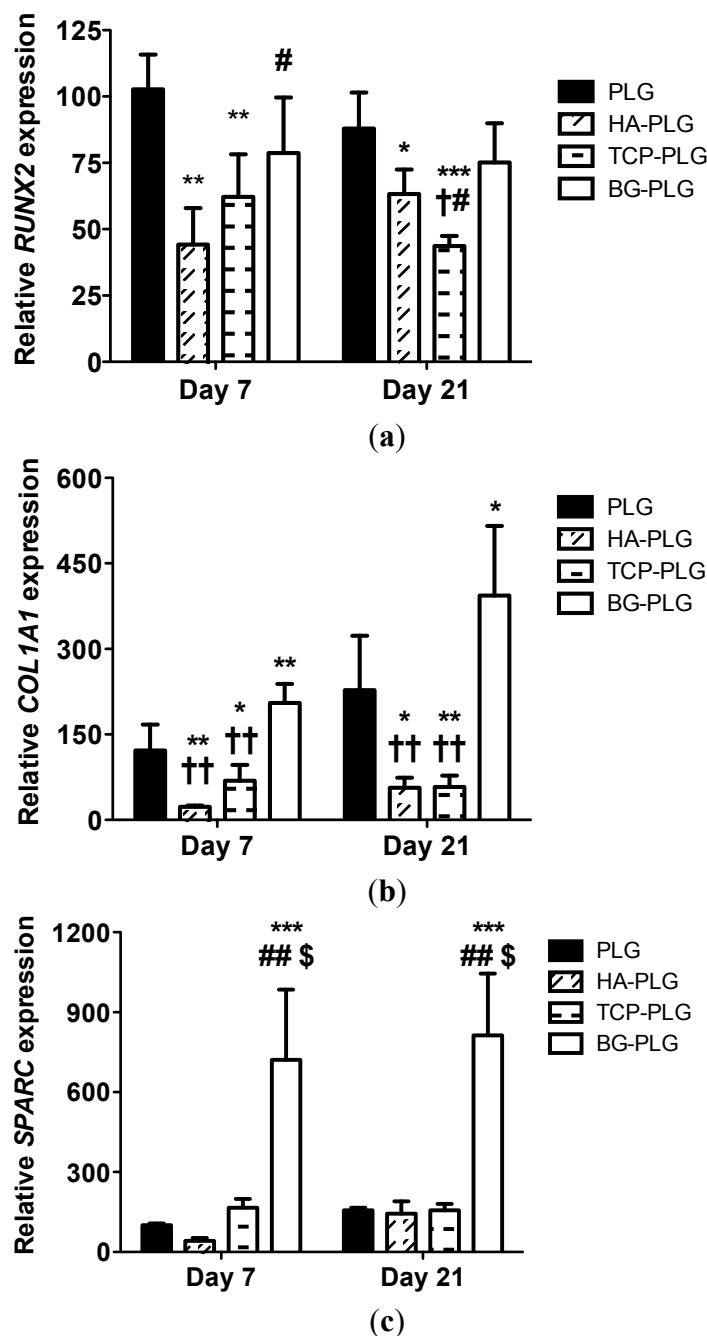 Relative RUNX2 expression
125
100
75
50
25
0
**
**
#
*
***
†#
Day 7
Day 21
PLG
HA-PLG
TCP-PLG
BG-PLG
(a)
Relative COL1A1 expression
600
450
300
150
0
**
††
*
††
**
*
††
**
††
*
Day 7
Day 21
PLG
HA-PLG
TCP-PLG
BG-PLG
(b)
Relative SPARC expression
1200
900
600
300
0
***
## $
***
## $
Day 7
Day 21
PLG
HA-PLG
TCP-PLG
BG-PLG
(c)